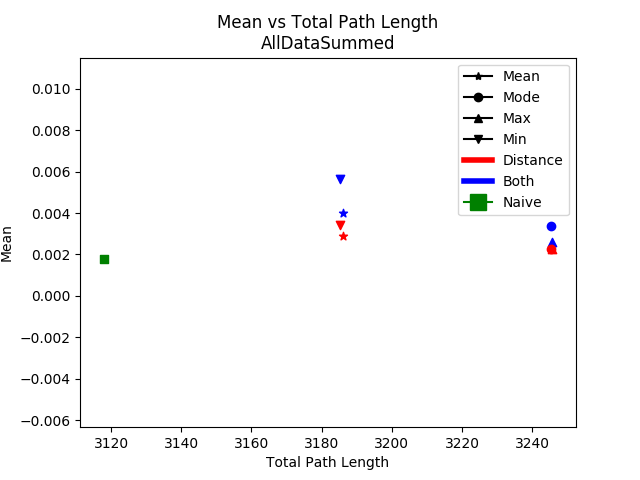 Mean vs Total Path Length
AllDataSummed
Mean
Mode
Max
Min
Distance
Both
Naive
0.010
0.008
0.006
0.004
0.002
0.000
−0.002
−0.004
−0.006
Mean
3120 3140 3160 3180 3200 3220 3240
Total Path Length